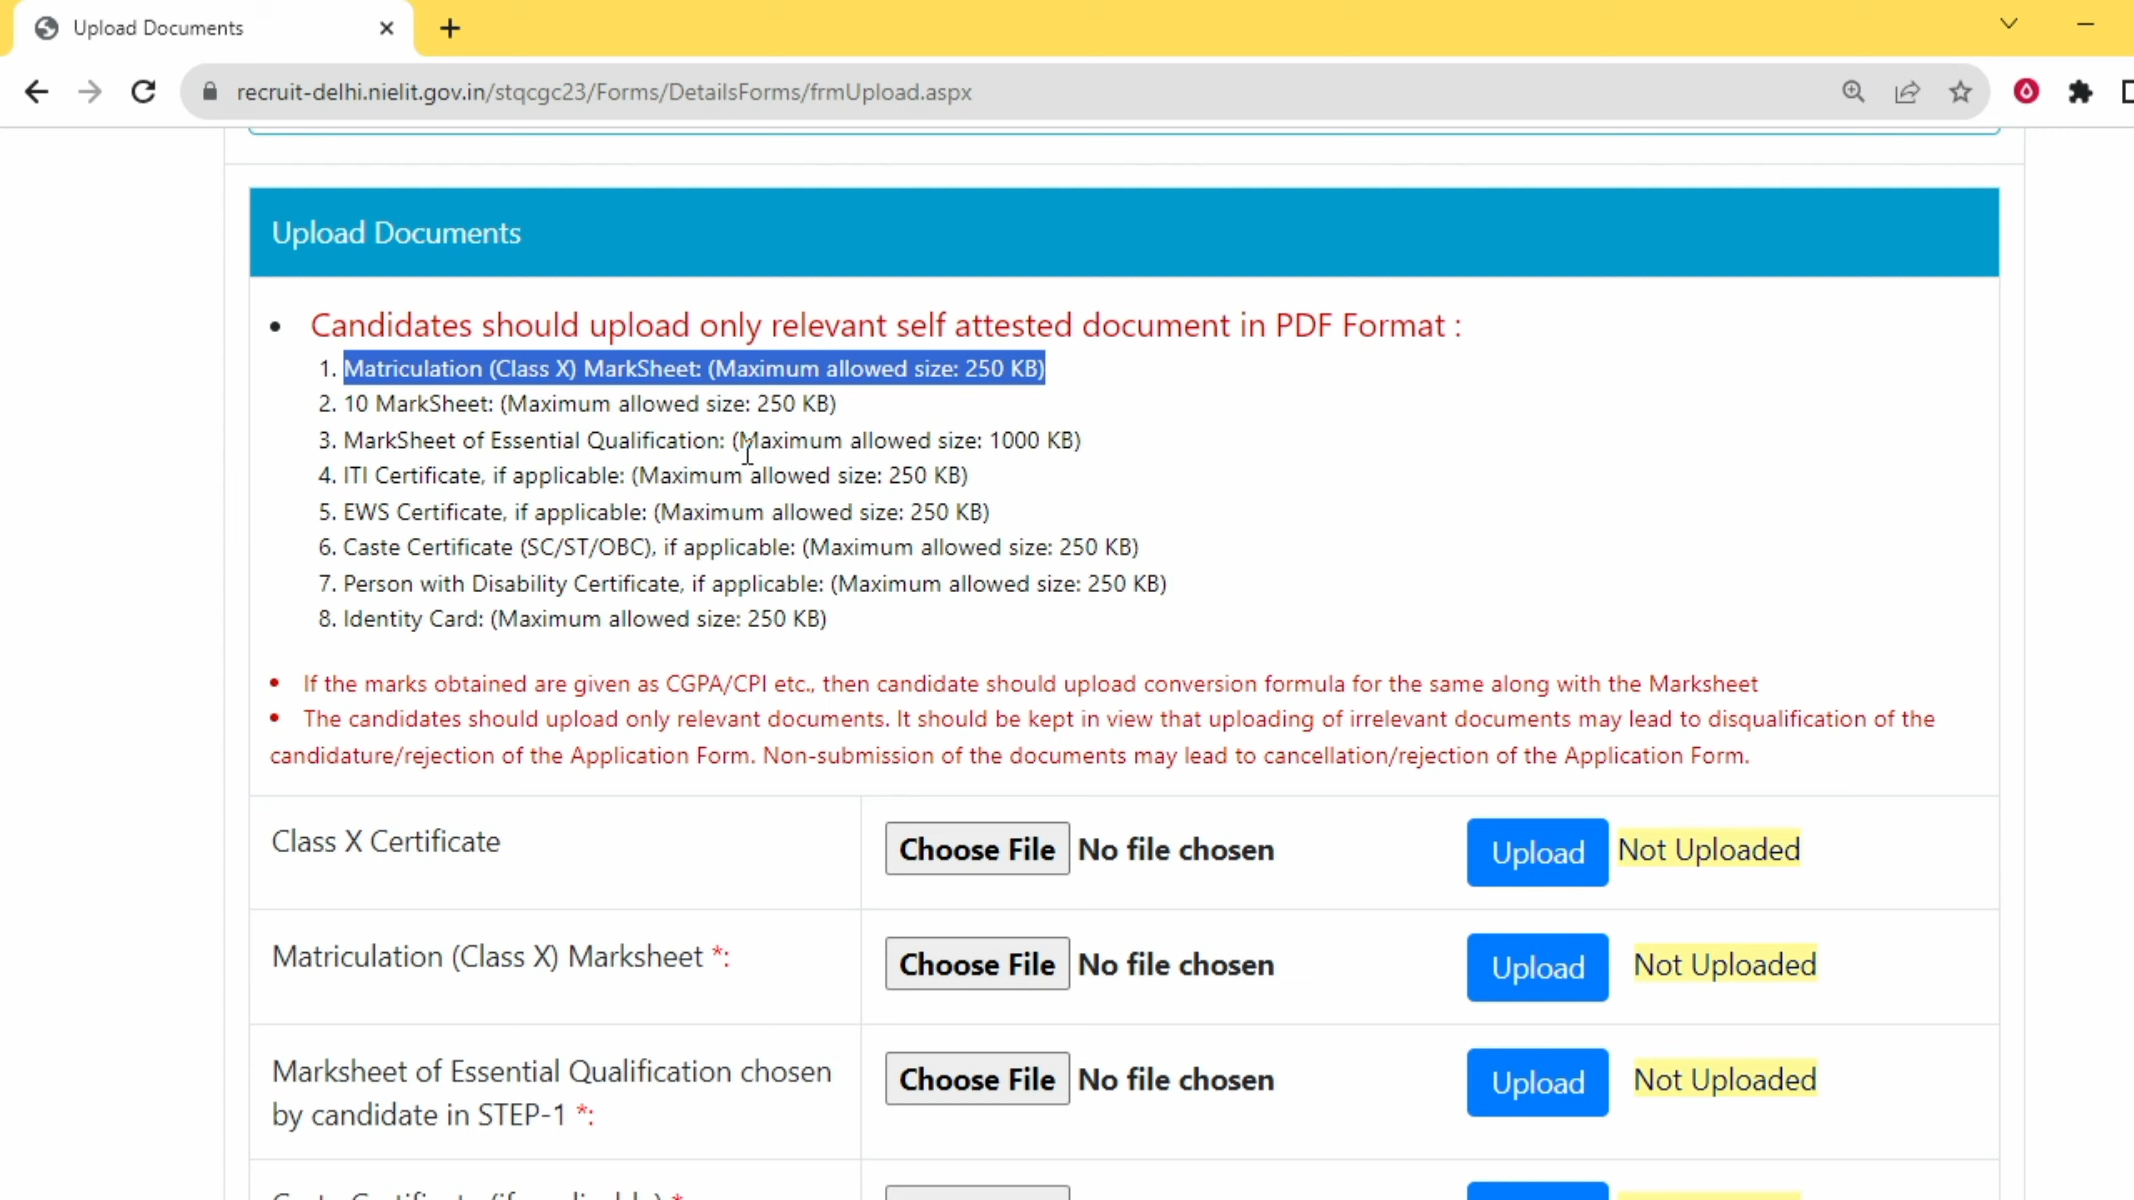 Upload Documents
recruit-delhi.nielit.gov.in/stqcgc23/Forms/DetailsForms/frmUpload.aspx
Upload Documents
• Candidates should upload only relevant self attested document in PDF Format :
1. Matriculation (Class X) MarkSheet: (Maximum allowed size: 250 KB)
2. 10 MarkSheet: (Maximum allowed size: 250 KB)
3. MarkSheet of Essential Qualification: (Maximum allowed size: 1000 KB)
4. ITI Certificate, if applicable: (Maximum allowed size: 250 KB)
5. EWS Certificate, if applicable: (Maximum allowed size: 250 KB)
6. Caste Certificate (SC/ST/OBC), if applicable: (Maximum allowed size: 250 KB)
7. Person with Disability Certificate, if applicable: (Maximum allowed size: 250 KB)
8. Identity Card: (Maximum allowed size: 250 KB)
• If the marks obtained are given as CGPA/CPI etc., then candidate should upload conversion formula for the same along with the Marksheet
• The candidates should upload only relevant documents. It should be kept in view that uploading of irrelevant documents may lead to disqualification of the
candidature/rejection of the Application Form. Non-submission of the documents may lead to cancellation/rejection of the Application Form.
Class X Certificate Choose File No file chosen Upload Not Uploaded
Matriculation (Class X) Marksheet *: Choose File No file chosen Upload Not Uploaded
Marksheet of Essential Qualification chosen
by candidate in STEP-1 *: Choose File No file chosen Upload Not Uploaded